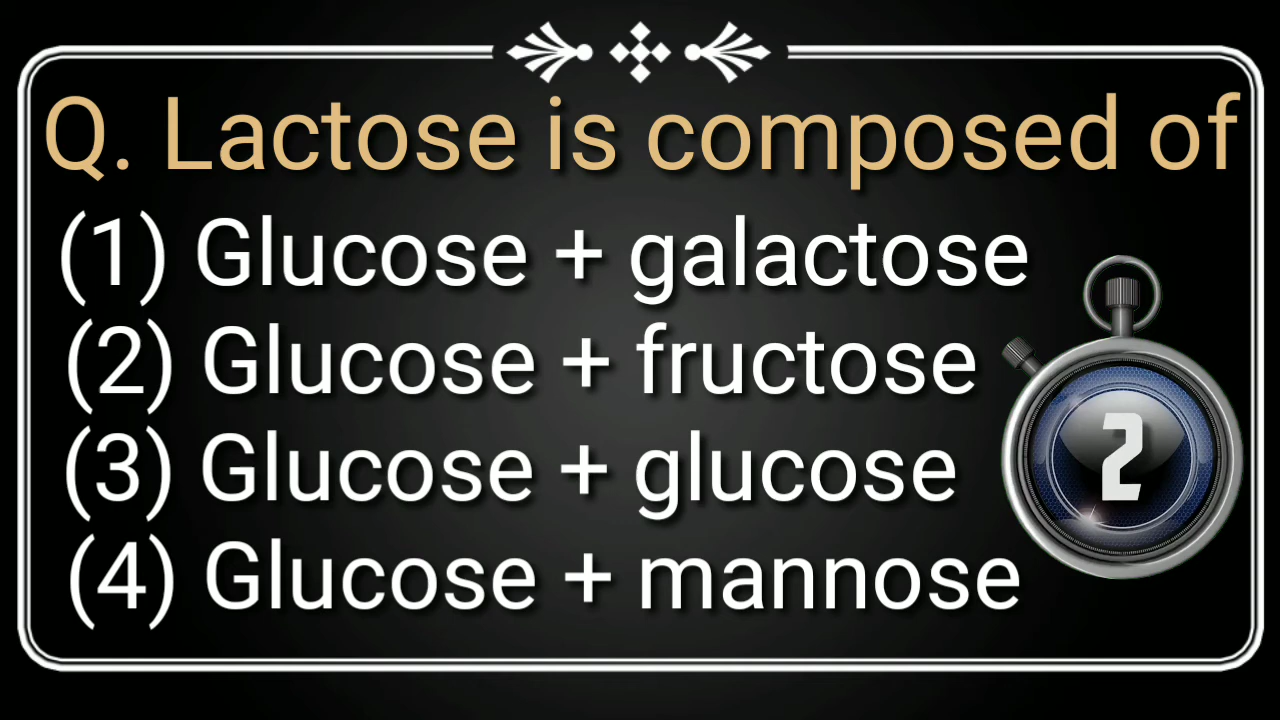 Q. Lactose is composed of
(1) Glucose + galactose
(2) Glucose + fructose
(3) Glucose + glucose
(4) Glucose + mannose
2